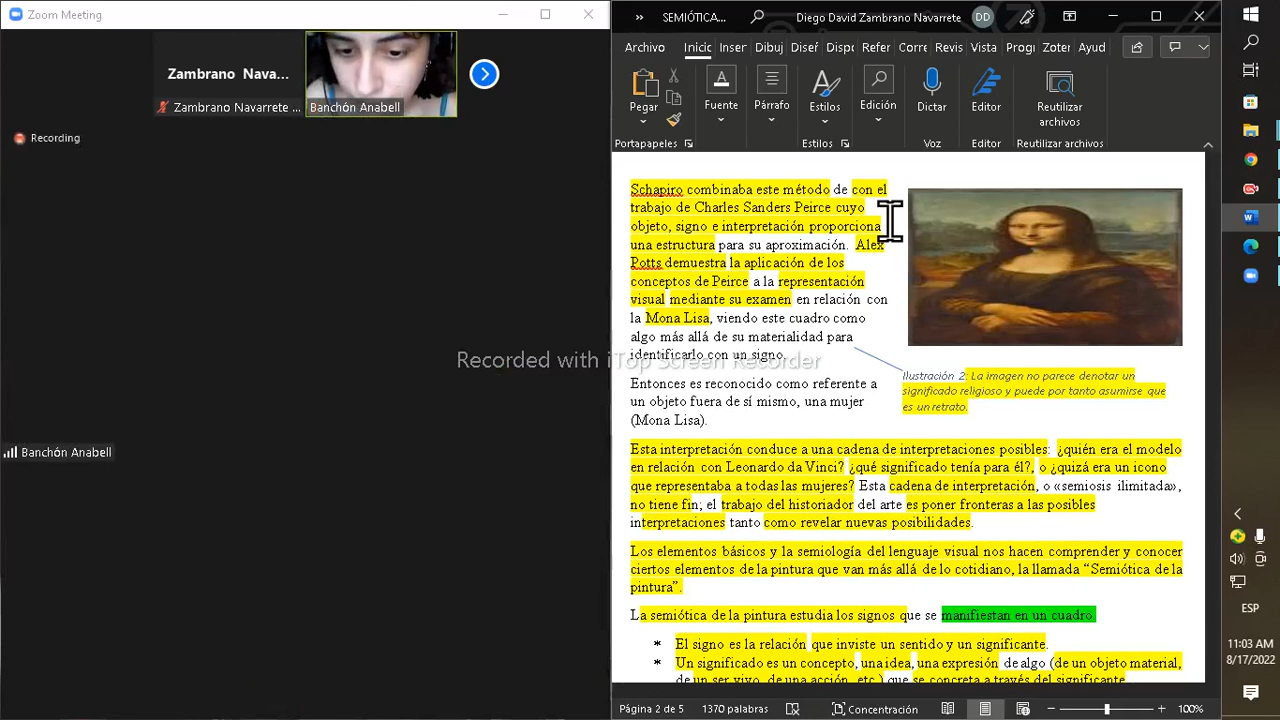 Zoom Meeting
Zambrano Nava...
Zambrano Navarrete ...
Banchón Anabell
Recording
Banchón Anabell
Recorded with iTop Screen Recorder
» SEMIÓTICA... Diego David Zambrano Navarrete DD
Archivo Inicio Inser Dibuj Diseñ Dispo Refer Corre Revis Vista Progr Zoter Ayud
Pegar Fuente Párrafo Estilos Edición Dictar Editor Reutilizar archivos
Portapapeles Estilos Voz Editor Reutilizar archivos
Schapiro combinaba este método de con el
trabajo de Charles Sanders Peirce cuyo
objeto, signo e interpretación proporciona
una estructura para su aproximación. Alex
Potts demuestra la aplicación de los
conceptos de Peirce a la representación
visual mediante su examen en relación con
la Mona Lisa, viendo este cuadro como
algo más allá de su materialidad para
identificarlo con un signo.
Ilustración 2: La imagen no parece denotar un
significado religioso y puede por tanto asumirse que
es un retrato.
Entonces es reconocido como referente a
un objeto fuera de sí mismo, una mujer
(Mona Lisa).
Esta interpretación conduce a una cadena de interpretaciones posibles: ¿quién era el modelo
en relación con Leonardo da Vinci? ¿qué significado tenía para él?, o ¿quizá era un icono
que representaba a todas las mujeres? Esta cadena de interpretación, o «semiosis ilimitada»,
no tiene fin; el trabajo del historiador del arte es poner fronteras a las posibles
interpretaciones tanto como revelar nuevas posibilidades.
Los elementos básicos y la semiología del lenguaje visual nos hacen comprender y conocer
ciertos elementos de la pintura que van más allá de lo cotidiano, la llamada “Semiótica de la
pintura”.
La semiótica de la pintura estudia los signos que se manifiestan en un cuadro.
* El signo es la relación que inviste un sentido y un significante.
* Un significado es un concepto, una idea, una expresión de algo (de un objeto material,
de un ser vivo, de una acción, etc.) que se concreta a través del significante.
Página 2 de 5 1370 palabras Concentración 100%
ESP
11:03 AM
8/17/2022